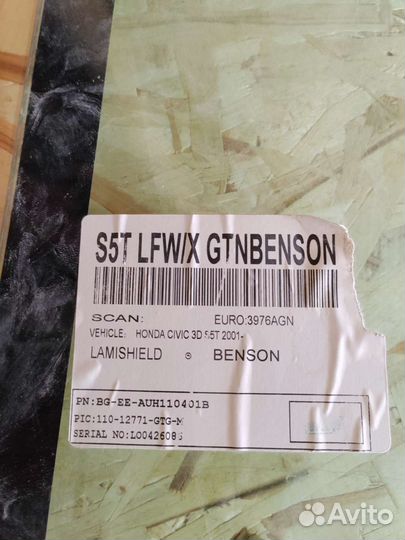 S5T LFW/X GTNBENSON
SCAN: EURO:3976AGN
VEHICLE: HONDA CIVIC 3D S5T 2001-
LAMISHIELD ® BENSON
PN:BG-EE-AUH110401B
PIC:110-12771-GTG-M
SERIAL NO:L0042608
Avito